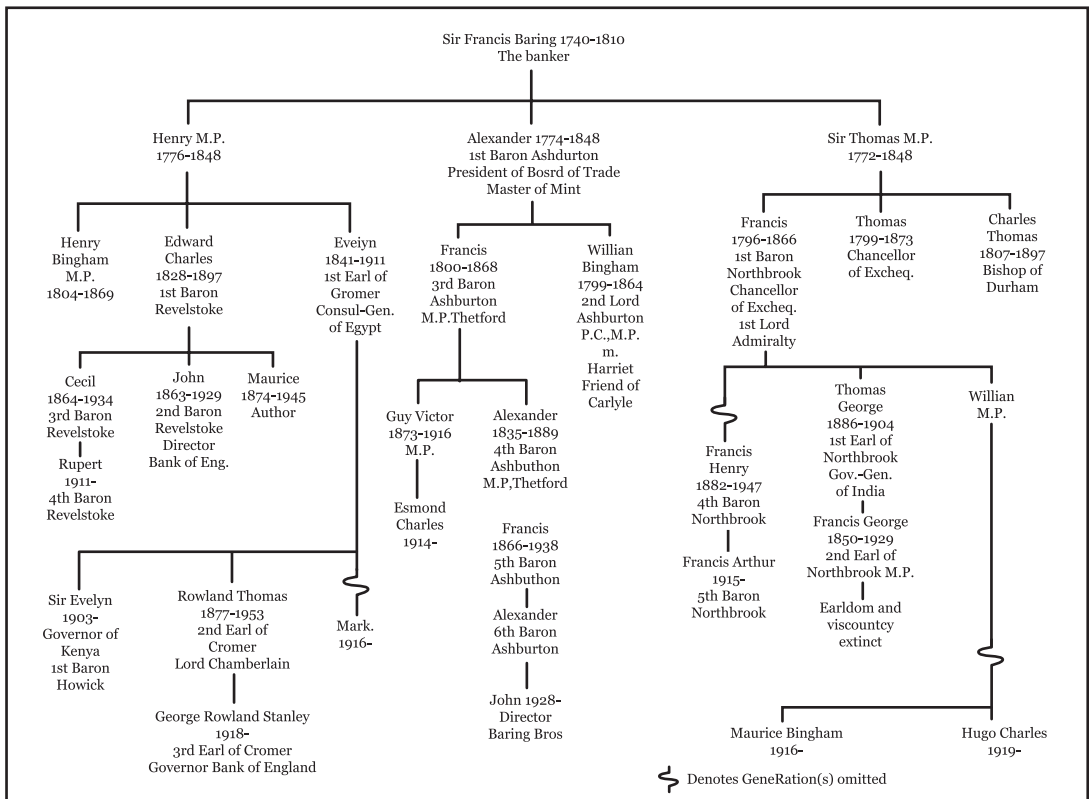 Sir Francis Baring 1740-1810
The banker
Henry M.P.
1776-1848
Alexander 1774-1848
1st Baron Ashdurton
President of Bosrd of Trade
Master of Mint
Sir Thomas M.P.
1772-1848
Henry
Bingham
M.P.
1804-1869
Edward
Charles
1828-1897
1st Baron
Revelstoke
Eveiyn
1841-1911
1st Earl of
Gromer
Consul-Gen.
of Egypt
Francis
1800-1868
3rd Baron
Ashburton
M.P.Thetford
Willian
Bingham
1799-1864
2nd Lord
Ashburton
P.C.,M.P.
m.
Harriet
Friend of
Carlyle
Francis
1796-1866
1st Baron
Northbrook
Chancellor
of Excheq.
1st Lord
Admiralty
Thomas
1799-1873
Chancellor
of Excheq.
Charles
Thomas
1807-1897
Bishop of
Durham
Cecil
1864-1934
3rd Baron
Revelstoke
Rupert
1911-
4th Baron
Revelstoke
John
1863-1929
2nd Baron
Revelstoke
Director
Bank of Eng.
Maurice
1874-1945
Author
Guy Victor
1873-1916
M.P.
Esmond
Charles
1914-
Alexander
1835-1889
4th Baron
Ashbuthon
M.P,Thetford
Francis
1866-1938
5th Baron
Ashbuthon
Alexander
6th Baron
Ashburton
John 1928-
Director
Baring Bros
Francis
Henry
1882-1947
4th Baron
Northbrook
Francis Arthur
1915-
5th Baron
Northbrook
Thomas
George
1886-1904
1st Earl of
Northbrook
Gov.-Gen.
of India
Francis George
1850-1929
2nd Earl of
Northbrook M.P.
Earldom and
viscountcy
extinct
Willian
M.P.
Sir Evelyn
1903-
Governor of
Kenya
1st Baron
Howick
Rowland Thomas
1877-1953
2nd Earl of
Cromer
Lord Chamberlain
George Rowland Stanley
1918-
3rd Earl of Cromer
Governor Bank of England
Mark.
1916-
Maurice Bingham
1916-
Hugo Charles
1919-
Denotes GeneRation(s) omitted